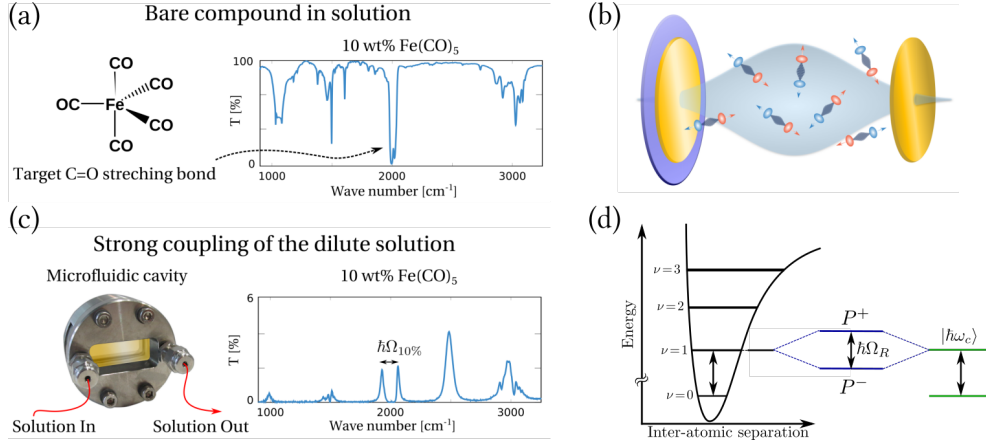 (a)
Bare compound in solution
10 wt% Fe(CO)5
CO
CO
OC
Fe
CO
CO
CO
Target C=O streching bond
100
T [%]
0
1000
2000
3000
Wave number [cm-1]
(b)
(c)
Strong coupling of the dilute solution
Microfluidic cavity
10 wt% Fe(CO)5
Solution In
Solution Out
6
T [%]
0
ℏΩ10%
1000
2000
3000
Wave number [cm-1]
(d)
Energy
ν=3
ν=2
ν=1
ν=0
P+
ℏΩR
P−
|ℏωc⟩
Inter-atomic separation